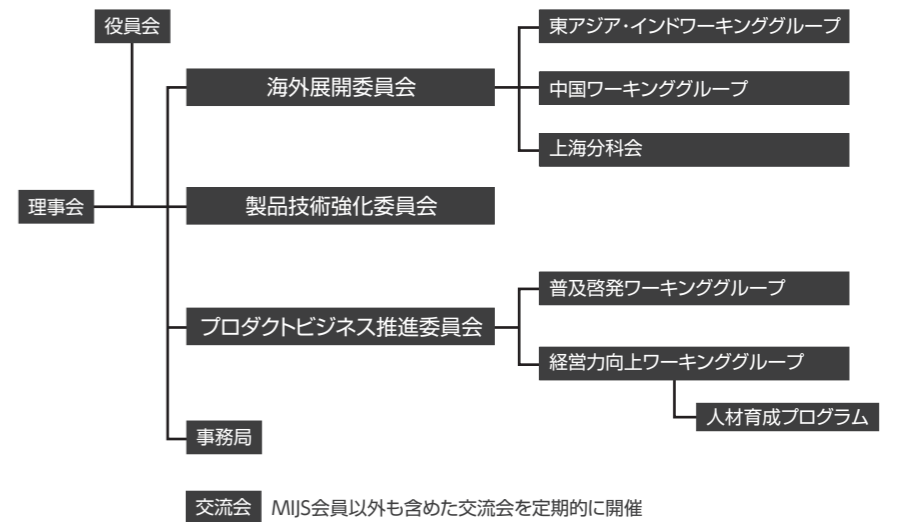 役員会
理事会
海外展開委員会
東アジア・インドワーキンググループ
中国ワーキンググループ
上海分科会
製品技術強化委員会
プロダクトビジネス推進委員会
普及啓発ワーキンググループ
経営力向上ワーキンググループ
人材育成プログラム
事務局
交流会 MIJS会員以外も含めた交流会を定期的に開催